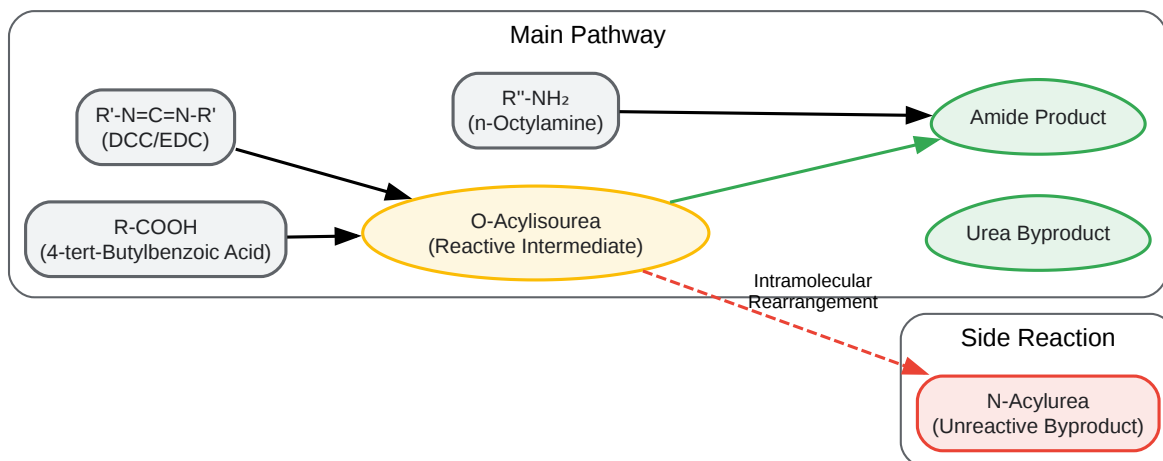 Main Pathway
R'-N=C=N-R'
(DCC/EDC)
R''-NH₂
(n-Octylamine)
Amide Product
R-COOH
(4-tert-Butylbenzoic Acid)
O-Acylisourea
(Reactive Intermediate)
Urea Byproduct
Intramolecular
Rearrangement
Side Reaction
N-Acylurea
(Unreactive Byproduct)